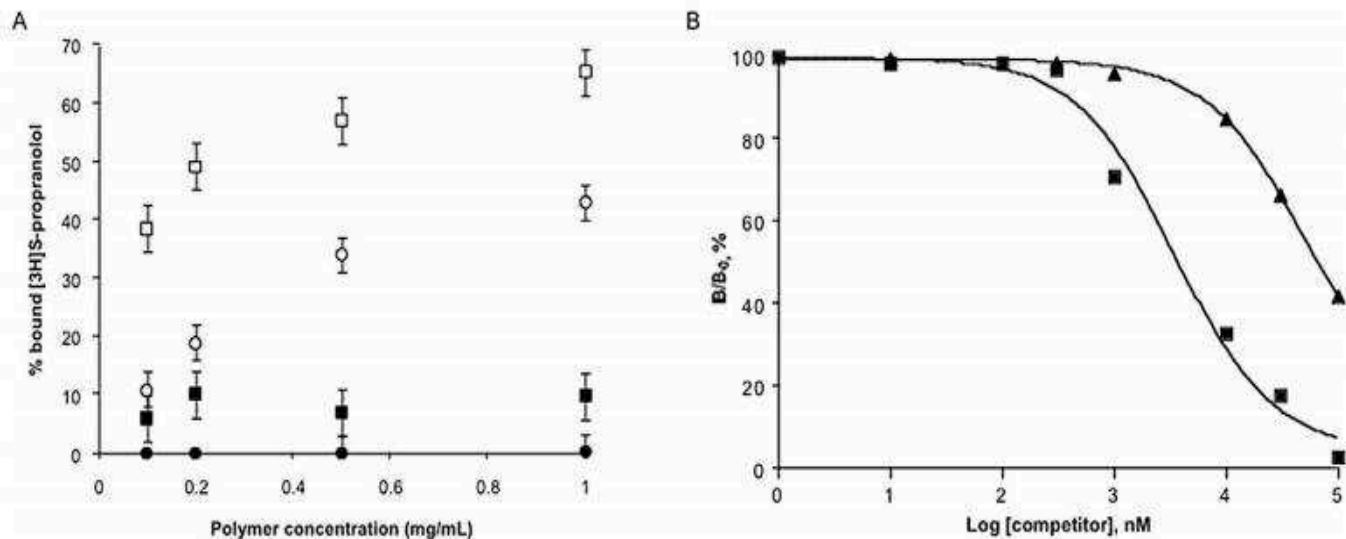 A
70
60
50
40
30
20
10
0
% bound [3H]S-propranolol
0 0.2 0.4 0.6 0.8 1
Polymer concentration (mg/mL)
B
100
80
60
40
20
0
B/B0, %
0 1 2 3 4 5
Log [competitor], nM